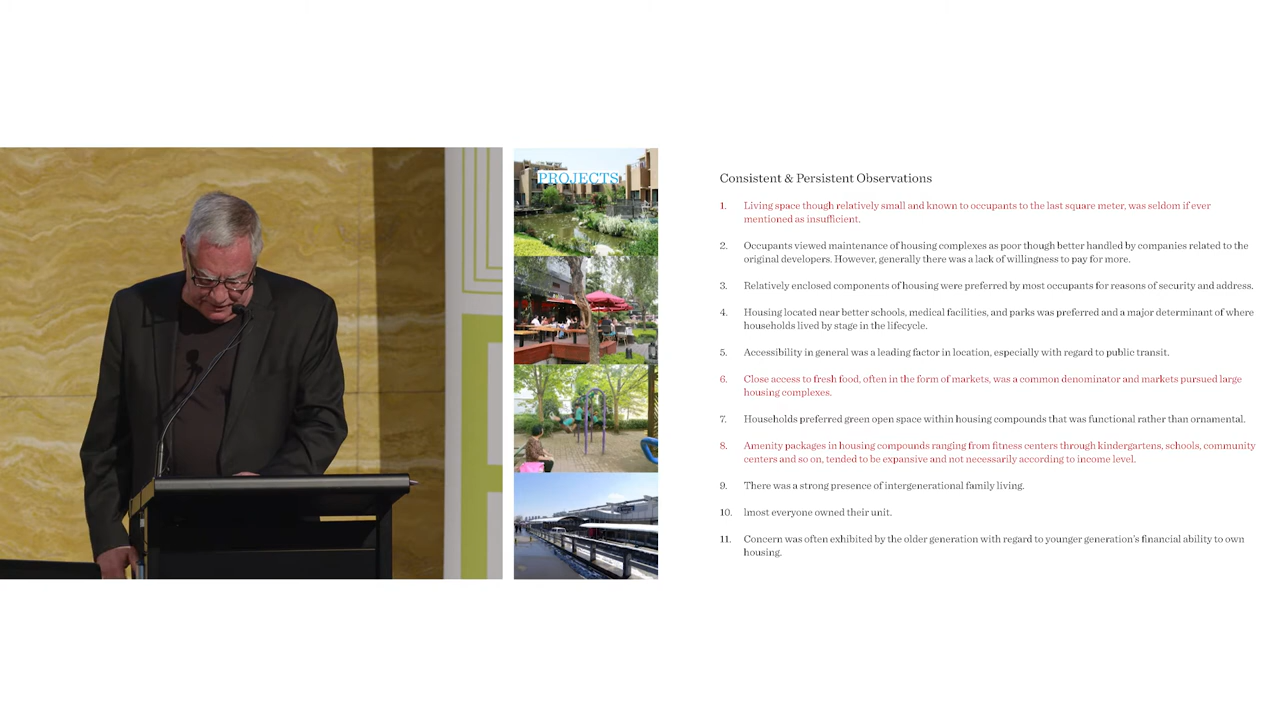 PROJECTS
Consistent & Persistent Observations
1. Living space though relatively small and known to occupants to the last square meter, was seldom if ever
mentioned as insufficient.
2. Occupants viewed maintenance of housing complexes as poor though better handled by companies related to the
original developers. However, generally there was a lack of willingness to pay for more.
3. Relatively enclosed components of housing were preferred by most occupants for reasons of security and address.
4. Housing located near better schools, medical facilities, and parks was preferred and a major determinant of where
households lived by stage in the lifecycle.
5. Accessibility in general was a leading factor in location, especially with regard to public transit.
6. Close access to fresh food, often in the form of markets, was a common denominator and markets pursued large
housing complexes.
7. Households preferred green open space within housing compounds that was functional rather than ornamental.
8. Amenity packages in housing compounds ranging from fitness centers through kindergartens, schools, community
centers and so on, tended to be expansive and not necessarily according to income level.
9. There was a strong presence of intergenerational family living.
10. lmost everyone owned their unit.
11. Concern was often exhibited by the older generation with regard to younger generation's financial ability to own
housing.